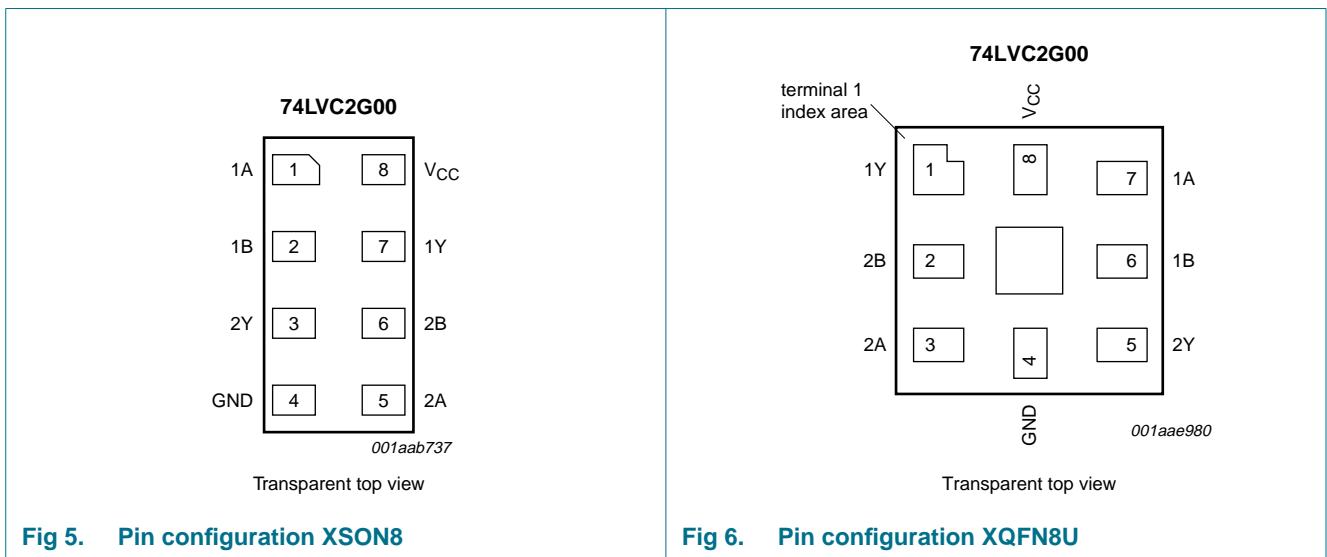 74LVC2G00
1A 1 8 VCC
1B 2 7 1Y
2Y 3 6 2B
GND 4 5 2A
001aab737
Transparent top view
Fig 5. Pin configuration XSON8
74LVC2G00
terminal 1
index area
VCC
1Y 1 8 7 1A
2B 2 6 1B
2A 3 4 5 2Y
GND
001aae980
Transparent top view
Fig 6. Pin configuration XQFN8U